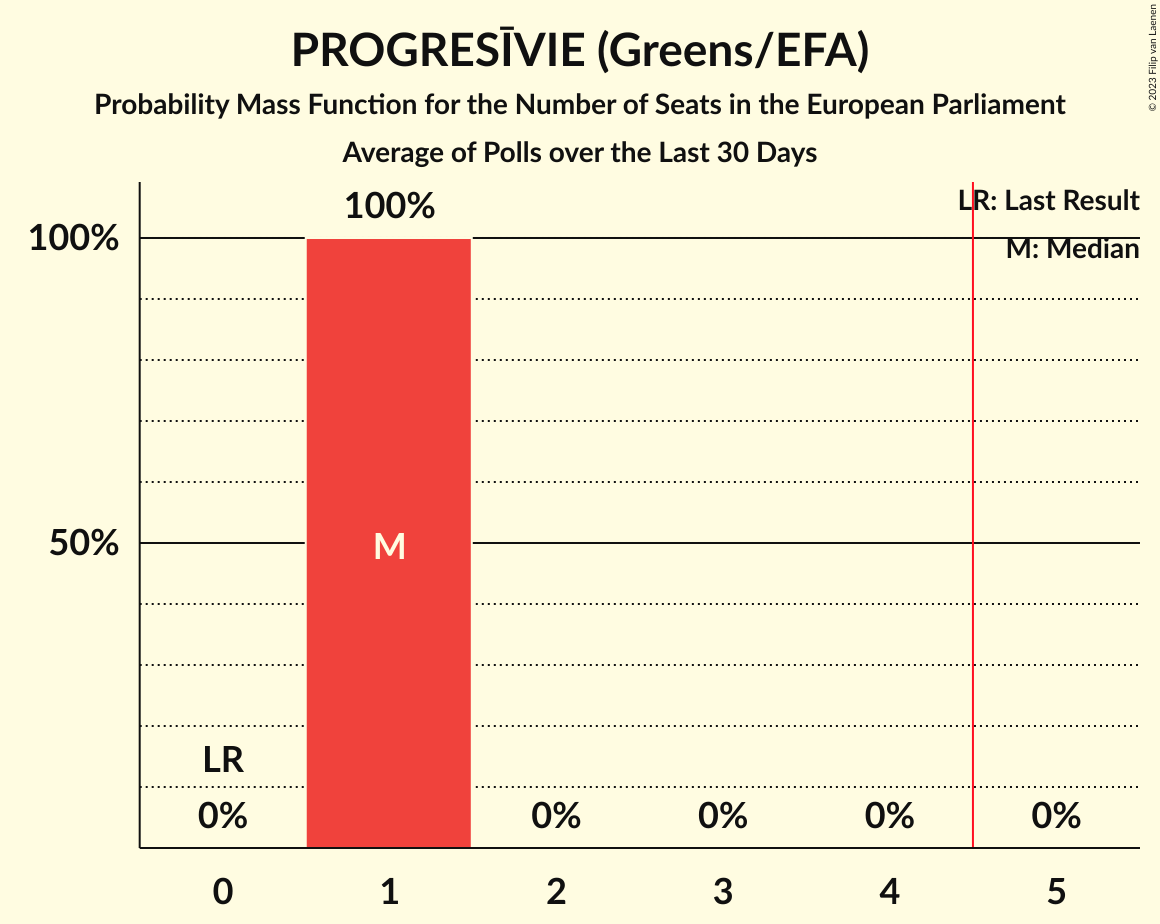 PROGRESĪVIE (Greens/EFA)
Probability Mass Function for the Number of Seats in the European Parliament
Average of Polls over the Last 30 Days
© 2023 Filip van Laenen
LR: Last Result
M: Median
100%
100%
50%
M
LR
0%
0%
0%
0%
0%
0
1
2
3
4
5